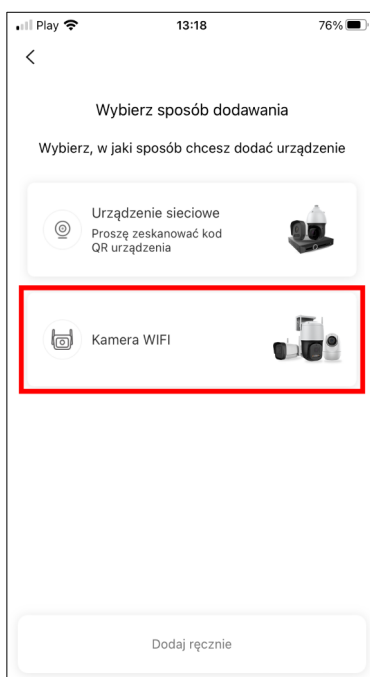 Play 13:18 76%
Wybierz sposób dodawania
Wybierz, w jaki sposób chcesz dodać urządzenie
Urządzenie sieciowe
Proszę zeskanować kod
QR urządzenia
Kamera WIFI
Dodaj ręcznie